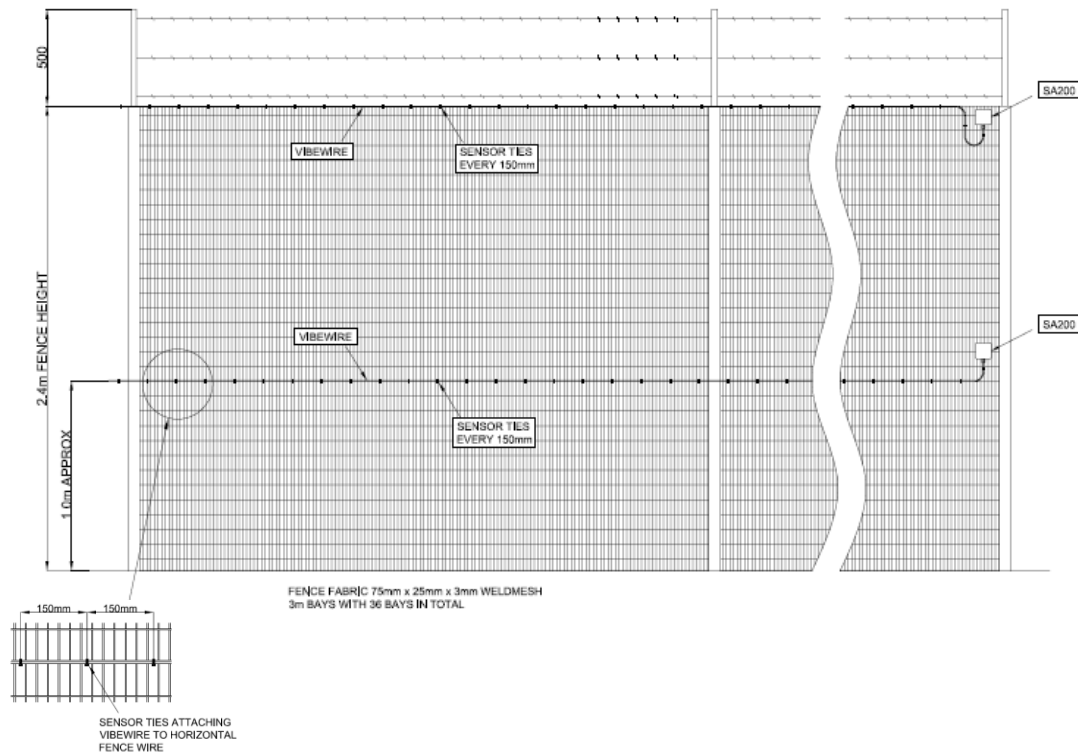 500
SA200
VIBEWIRE
SENSOR TIES
EVERY 150mm
2.4m FENCE HEIGHT
VIBEWIRE
SA200
SENSOR TIES
EVERY 150mm
1.0m APPROX
FENCE FABRIC 75mm x 25mm x 3mm WELDMESH
3m BAYS WITH 36 BAYS IN TOTAL
150mm
150mm
SENSOR TIES ATTACHING
VIBEWIRE TO HORIZONTAL
FENCE WIRE